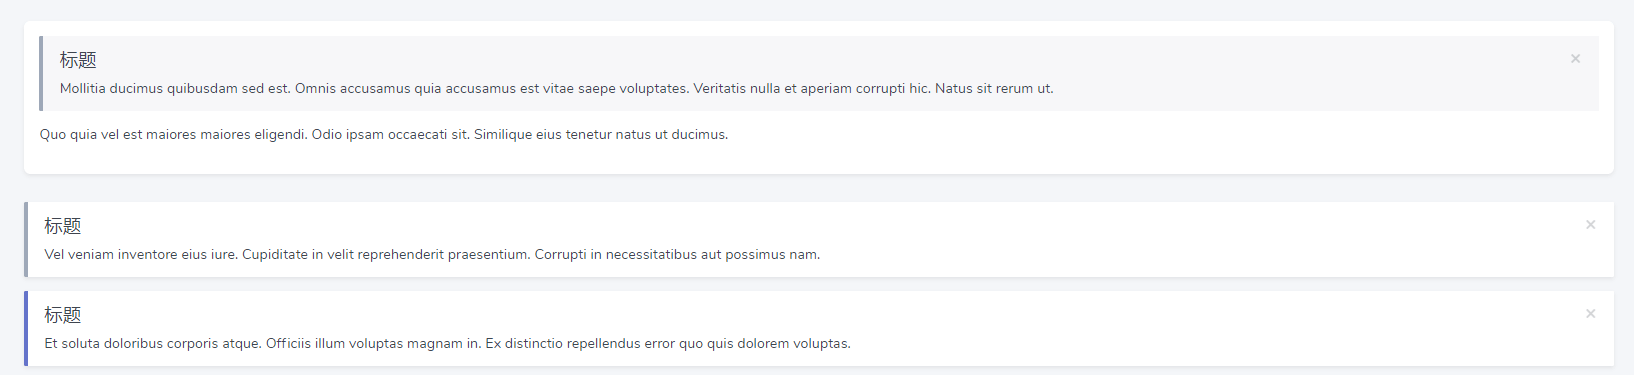 标题
Mollitia ducimus quibusdam sed est. Omnis accusamus quia accusamus est vitae saepe voluptates. Veritatis nulla et aperiam corrupti hic. Natus sit rerum ut.
Quo quia vel est maiores maiores eligendi. Odio ipsam occaecati sit. Similique eius tenetur natus ut ducimus.
标题
Vel veniam inventore eius iure. Cupiditate in velit reprehenderit praesentium. Corrupti in necessitatibus aut possimus nam.
标题
Et soluta doloribus corporis atque. Officiis illum voluptas magnam in. Ex distinctio repellendus error quo quis dolorem voluptas.